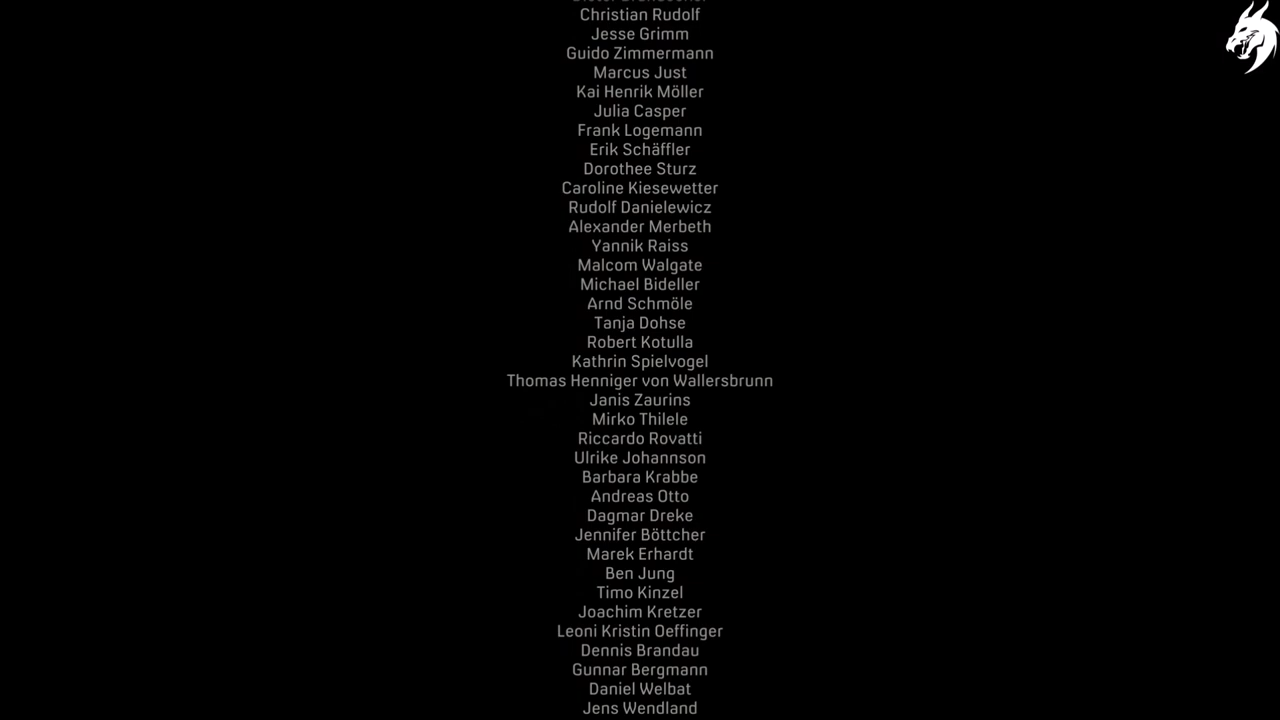 Christian Rudolf
Jesse Grimm
Guido Zimmermann
Marcus Just
Kai Henrik Möller
Julia Casper
Frank Logemann
Erik Schäffler
Dorothee Sturz
Caroline Kiesewetter
Rudolf Danielewicz
Alexander Merbeth
Yannik Raiss
Malcom Walgate
Michael Bideller
Arnd Schmöle
Tanja Dohse
Robert Kotulla
Kathrin Spielvogel
Thomas Henniger von Wallersbrunn
Janis Zaurins
Mirko Thilele
Riccardo Rovatti
Ulrike Johannson
Barbara Krabbe
Andreas Otto
Dagmar Dreke
Jennifer Böttcher
Marek Erhardt
Ben Jung
Timo Kinzel
Joachim Kretzer
Leoni Kristin Oeffinger
Dennis Brandau
Gunnar Bergmann
Daniel Welbat
Jens Wendland